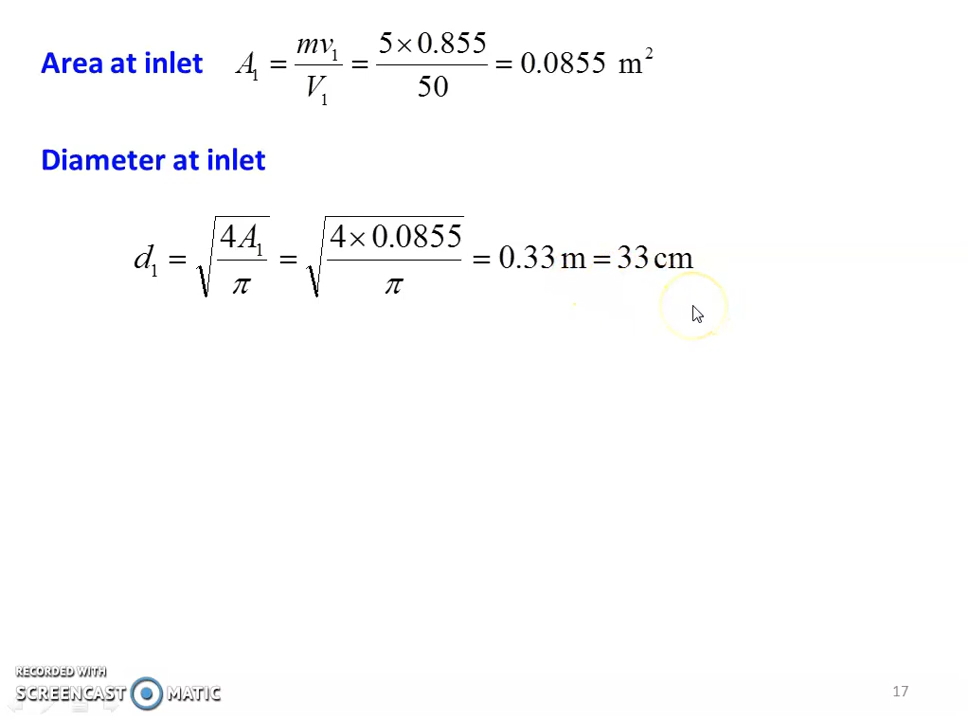 Area at inlet A₁ = mv₁/V₁ = 5 × 0.855/50 = 0.0855 m²
Diameter at inlet
d₁ = √(4A₁/π) = √(4 × 0.0855/π) = 0.33 m = 33 cm
RECORDED WITH
SCREENCAST MATIC
17